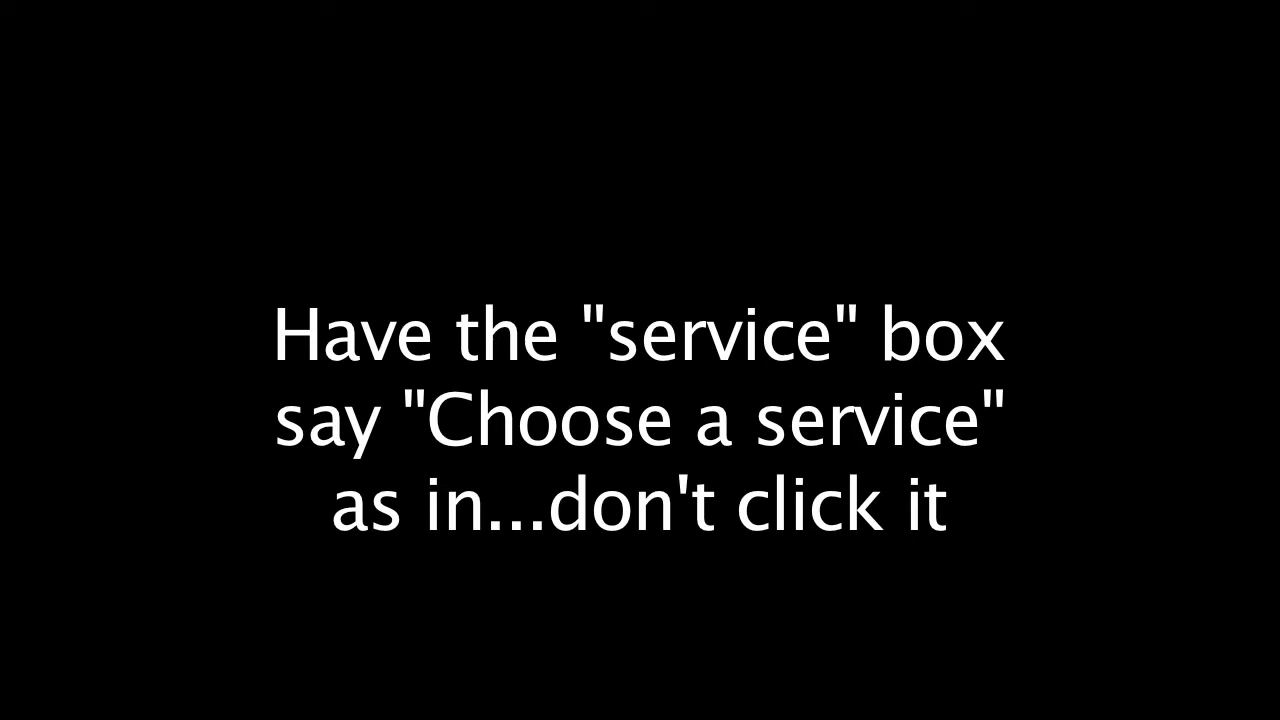 Have the "service" box
say "Choose a service"
as in...don't click it